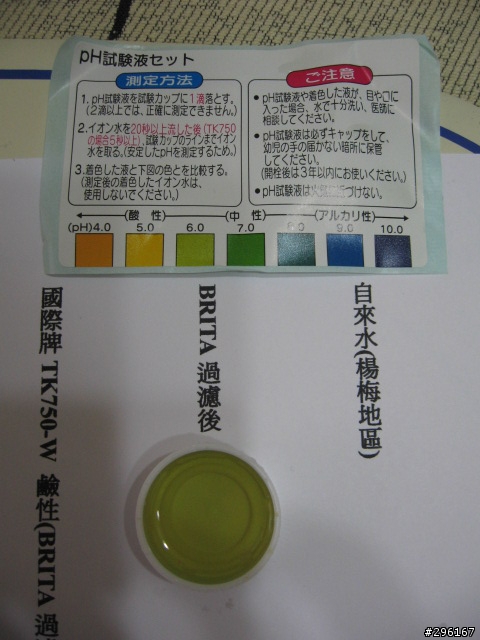 pH試験液セット
測定方法
1. pH試験液を試験カップに1滴落とす。
(2滴以上では、正確に測定できません。)
2. イオン水を20秒以上流した後(TK750
の場合5秒以上)、試験カップのラインまでイオン
水を取る。(安定したpHを測定するため。)
3. 着色した液と下図の色とを比較する。
(測定後の着色したイオン水は、
使用しないでください。)
ご注意
• pH試験液や着色した液が、目や口に
入った場合、水で十分洗い、医師に
相談してください。
• pH試験液は必ずキャップをして、
幼児の手の届かない暗所に保管
してください。
(開栓後は3年以内にお使いください。)
• pH試験液は火気に近づけない。
(酸 性) (中 性) (アルカリ性)
(pH)4.0 5.0 6.0 7.0 8.0 9.0 10.0
自來水(楊梅地區)
BRITA 過濾後
國際牌 TK750-W 鹼性(BRITA 過
#296167